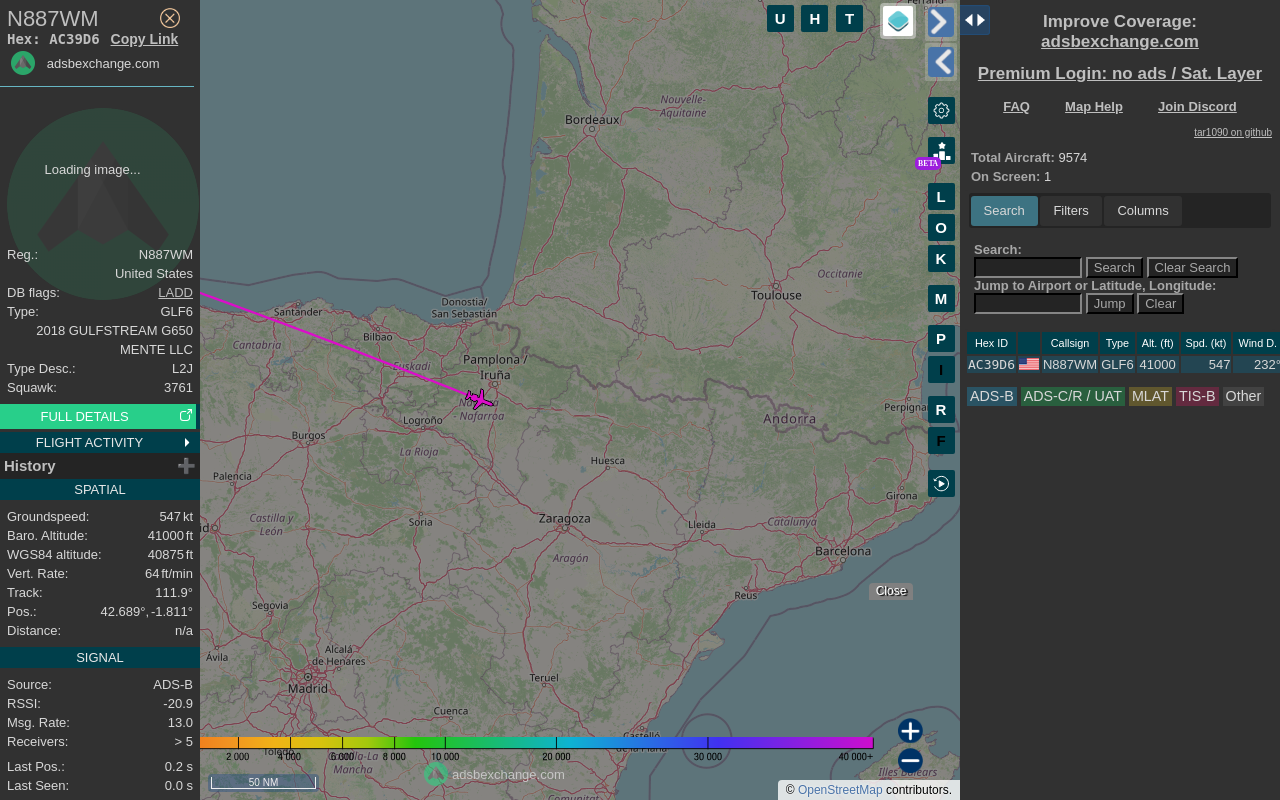 N887WM
Hex: AC39D6 Copy Link
adsbexchange.com
Loading image...
Reg.: N887WM
United States
DB flags: LADD
Type: GLF6
2018 GULFSTREAM G650
MENTE LLC
Type Desc.: L2J
Squawk: 3761
FULL DETAILS
FLIGHT ACTIVITY
History
SPATIAL
Groundspeed: 547 kt
Baro. Altitude: 41000 ft
WGS84 altitude: 40875 ft
Vert. Rate: 64 ft/min
Track: 111.9°
Pos.: 42.689°, -1.811°
Distance: n/a
SIGNAL
Source: ADS-B
RSSI: -20.9
Msg. Rate: 13.0
Receivers: > 5
Last Pos.: 0.2 s
Last Seen: 0.0 s
U H T
BETA
L
O
K
M
P
I
R
F
Bordeaux
Nouvelle-
Aquitaine
Occitanie
Toulouse
Donostia/
San Sebastián
Santander
Bilbao
Cantabria
Euskadi
Pamplona /
Iruña
Nafarroa
Logroño
Andorra
Perpignan
Burgos
La Rioja
Huesca
Palencia
Girona
Castilla y
León
Soria
Zaragoza
Lleida
Catalunya
Barcelona
Aragón
Reus
Close
Segovia
Ávila
Alcalá
de Henares
Madrid
Teruel
Cuenca
Castelló
de la Plana
Toledo
Castilla-La
Mancha
Illes Balears
Comunitat
2 000 4 000 6 000 8 000 10 000 20 000 30 000 40 000+
adsbexchange.com
50 NM
© OpenStreetMap contributors.
Improve Coverage:
adsbexchange.com
Premium Login: no ads / Sat. Layer
FAQ Map Help Join Discord
tar1090 on github
Total Aircraft: 9574
On Screen: 1
Search Filters Columns
Search:
Search Clear Search
Jump to Airport or Latitude, Longitude:
Jump Clear
Hex ID Callsign Type Alt. (ft) Spd. (kt) Wind D.
AC39D6 N887WM GLF6 41000 547 232°
ADS-B ADS-C/R / UAT MLAT TIS-B Other